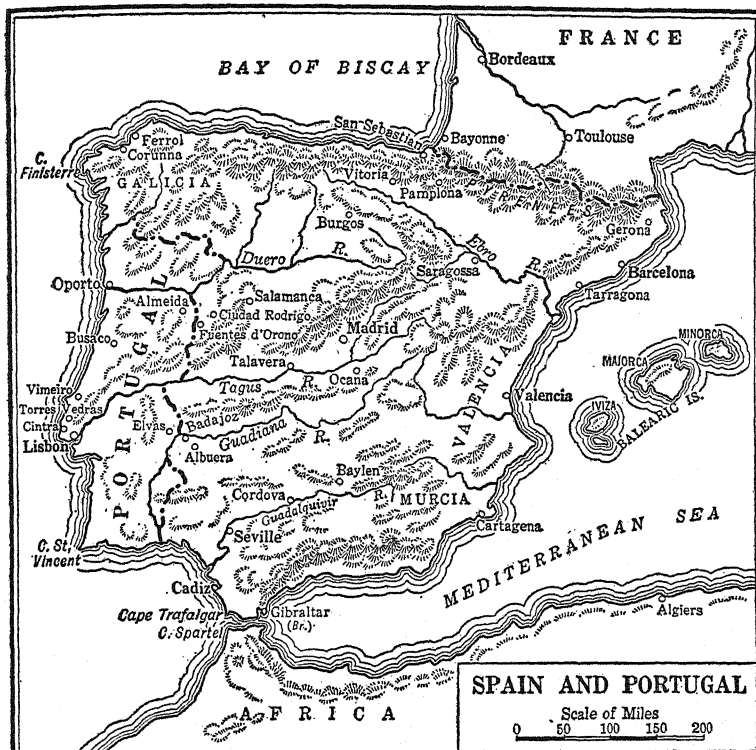 FRANCE
BAY OF BISCAY
Bordeaux
San Sebastian
Bayonne
Toulouse
Ferrol
Corunna
C. Finisterre
GALICIA
Vitoria
Pamplona
PYRENEES
Burgos
Gerona
Duero R.
Ebro R.
Saragossa
Barcelona
Tarragona
Oporto
Almeida
Salamanca
Ciudad Rodrigo
Fuentes d'Orono
Busaco
Madrid
Talavera
Ocana
MINORCA
MAJORCA
IVIZA
BALEARIC IS.
Vimeiro
Torres Vedras
Cintra
Lisbon
Tagus R.
VALENCIA
Valencia
PORTUGAL
Elvas
Badajoz
Guadiana R.
Albuera
Baylen
Cordova
Guadalquivir R.
MURCIA
Seville
Cartagena
C. St. Vincent
MEDITERRANEAN SEA
Cadiz
Cape Trafalgar
C. Spartel
Gibraltar
(Br.)
Algiers
AFRICA
SPAIN AND PORTUGAL
Scale of Miles
0 50 100 150 200